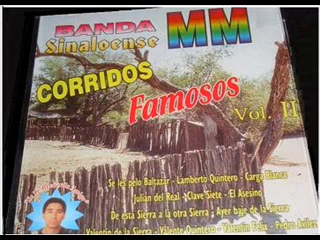 BANDA MM
Sinaloense
CORRIDOS
Famosos
Vol. II
Se les pelo Baltazar - Lamberto Quintero - Carga Blanca
Julian del Real - Clave Siete - El Asesino
De esta Sierra a la otra Sierra - Ayer baje de la Sierra
Valentin de la Sierra - Valente Quintero - Valentin Feliz - Pedro Avilez